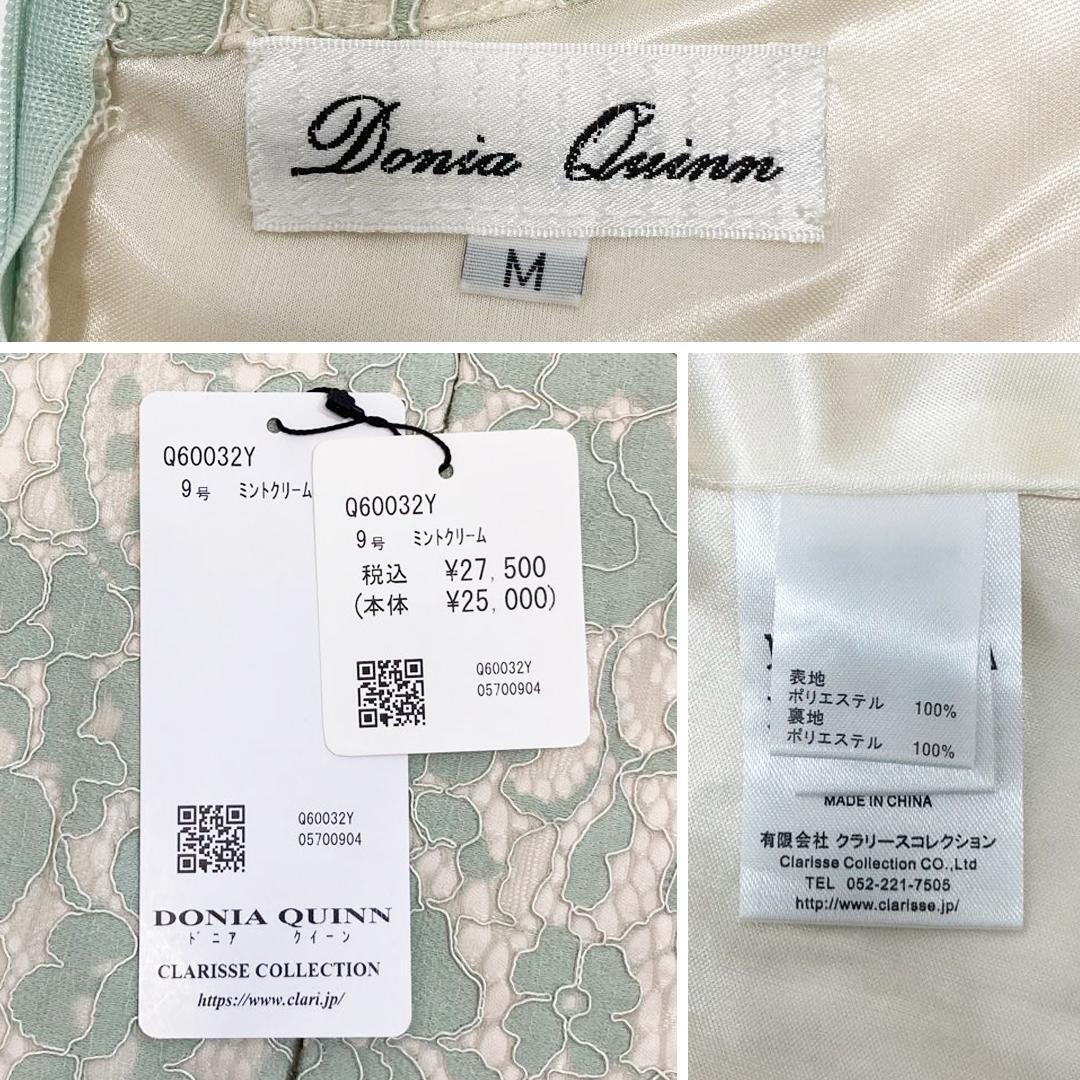 Donia Quinn
M
Q60032Y
9号 ミントクリーム
Q60032Y
05700904
DONIA QUINN
ドニア クイーン
CLARISSE COLLECTION
https://www.clari.jp/
Q60032Y
9号 ミントクリーム
税込 ¥27,500
(本体 ¥25,000)
Q60032Y
05700904
表地
ポリエステル 100%
裏地
ポリエステル 100%
MADE IN CHINA
有限会社 クラリースコレクション
Clarisse Collection CO.,Ltd
TEL 052-221-7505
http://www.clarisse.jp/